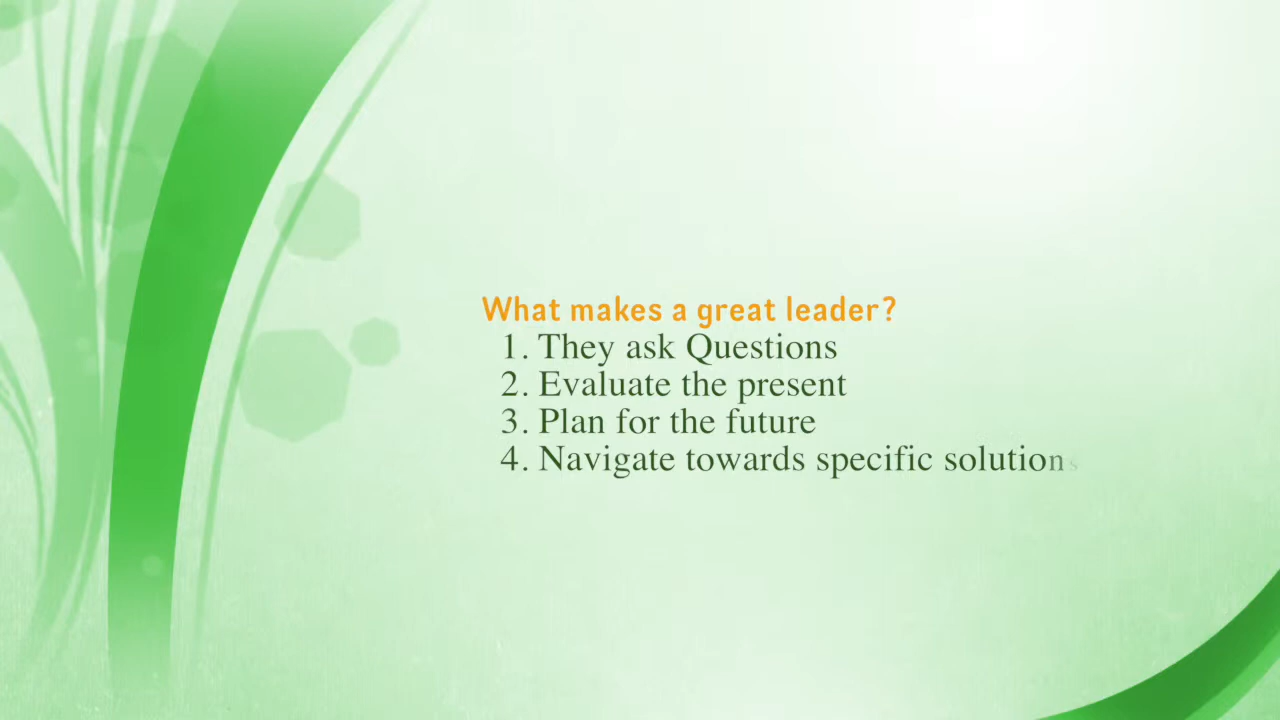 What makes a great leader?
1. They ask Questions
2. Evaluate the present
3. Plan for the future
4. Navigate towards specific solutions